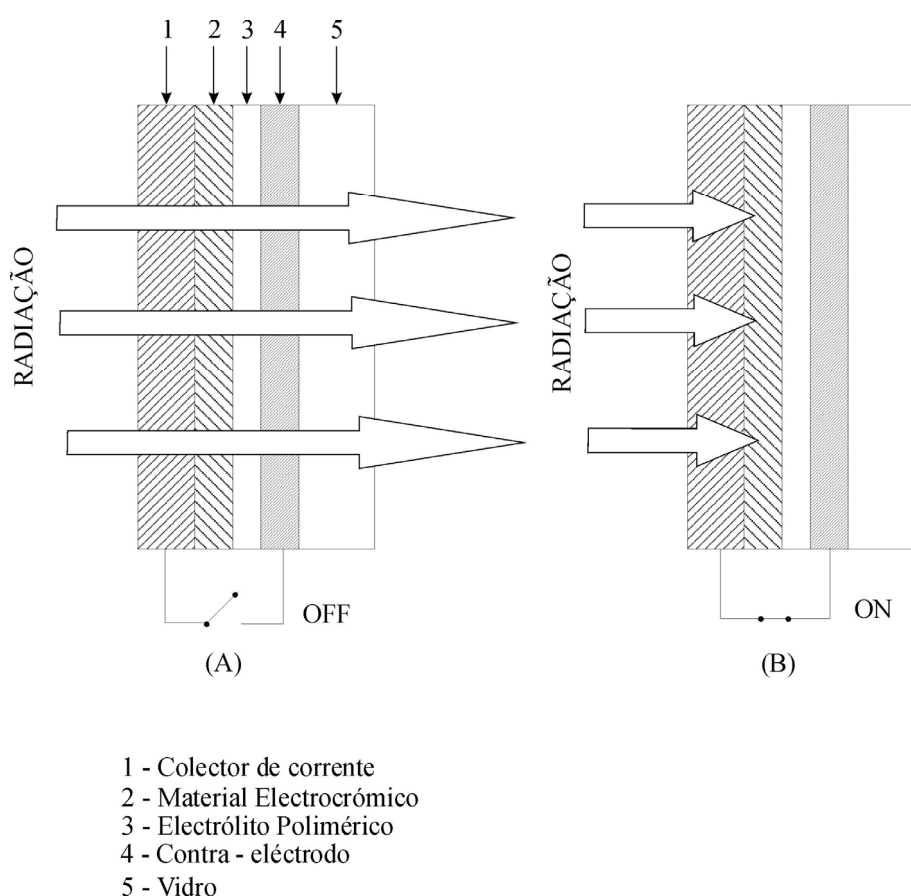 1 2 3 4 5
RADIAÇÃO
RADIAÇÃO
OFF
ON
(A)
(B)
1 - Colector de corrente
2 - Material Electrocrómico
3 - Electrólito Polimérico
4 - Contra - eléctrodo
5 - Vidro